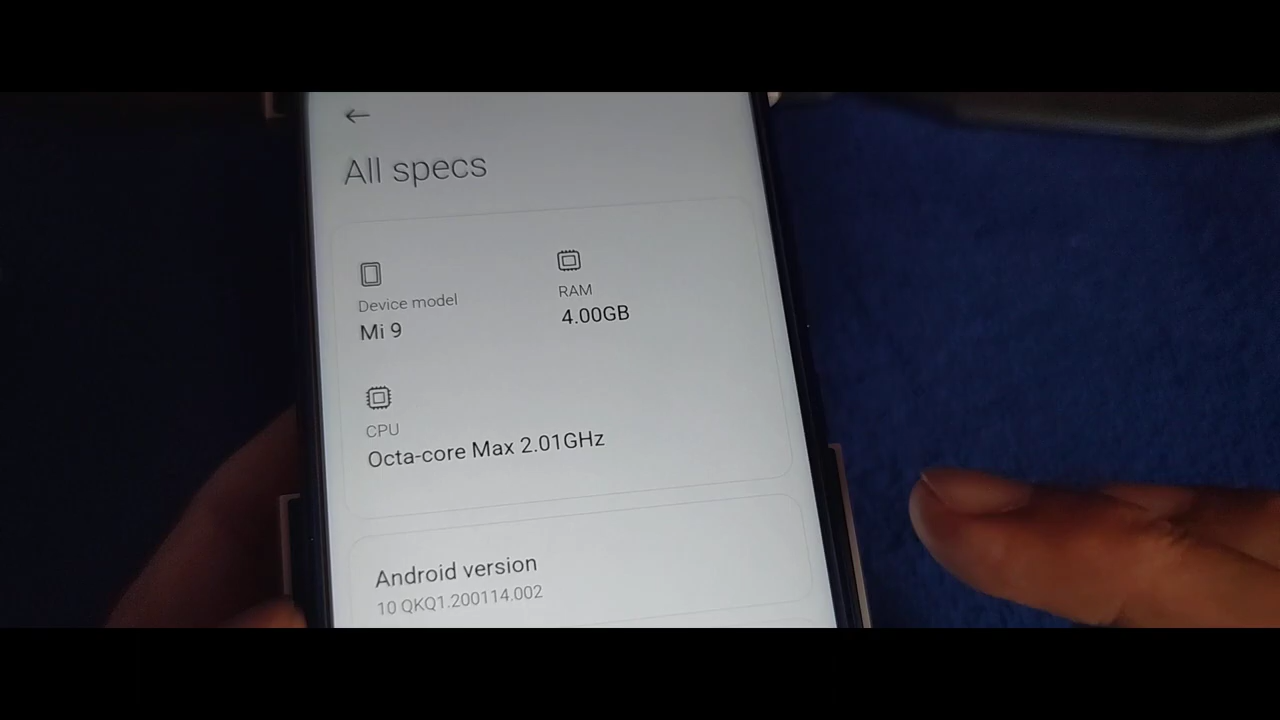 All specs
Device model
Mi 9
RAM
4.00GB
CPU
Octa-core Max 2.01GHz
Android version
10 QKQ1.200114.002